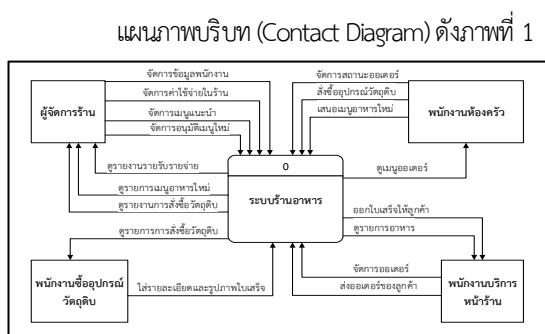 แผนภาพบริบท (Contact Diagram) ดังภาพที่ 1
จัดการข้อมูลพนักงาน
จัดการค่าใช้จ่ายในร้าน
จัดการเมนูแนะนำ
จัดการอนุมัติเมนูใหม่
ผู้จัดการร้าน
จัดการสถานะออเดอร์
สั่งซื้ออุปกรณ์วัตถุดิบ
เสนอเมนูอาหารใหม่
พนักงานห้องครัว
ดูรายงานรายรับรายจ่าย
ดูรายการเมนูอาหารใหม่
ดูรายงานการสั่งซื้อวัตถุดิบ
0
ระบบร้านอาหาร
ดูเมนูออเดอร์
ออกใบเสร็จให้ลูกค้า
ดูรายการอาหาร
ดูรายการการสั่งซื้อวัตถุดิบ
พนักงานซื้ออุปกรณ์
วัตถุดิบ
ใส่รายละเอียดและรูปภาพใบเสร็จ
จัดการออเดอร์
ส่งออเดอร์ของลูกค้า
พนักงานบริการ
หน้าร้าน